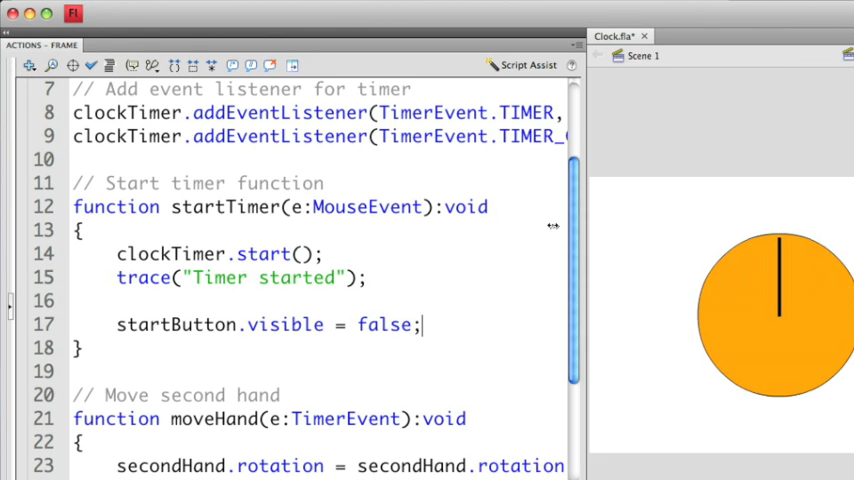 Fl
ACTIONS - FRAME
Script Assist
Clock.fla*
Scene 1
7 // Add event listener for timer
8 clockTimer.addEventListener(TimerEvent.TIMER,
9 clockTimer.addEventListener(TimerEvent.TIMER_
10
11 // Start timer function
12 function startTimer(e:MouseEvent):void
13 {
14 clockTimer.start();
15 trace("Timer started");
16
17 startButton.visible = false;
18 }
19
20 // Move second hand
21 function moveHand(e:TimerEvent):void
22 {
23 secondHand.rotation = secondHand.rotation